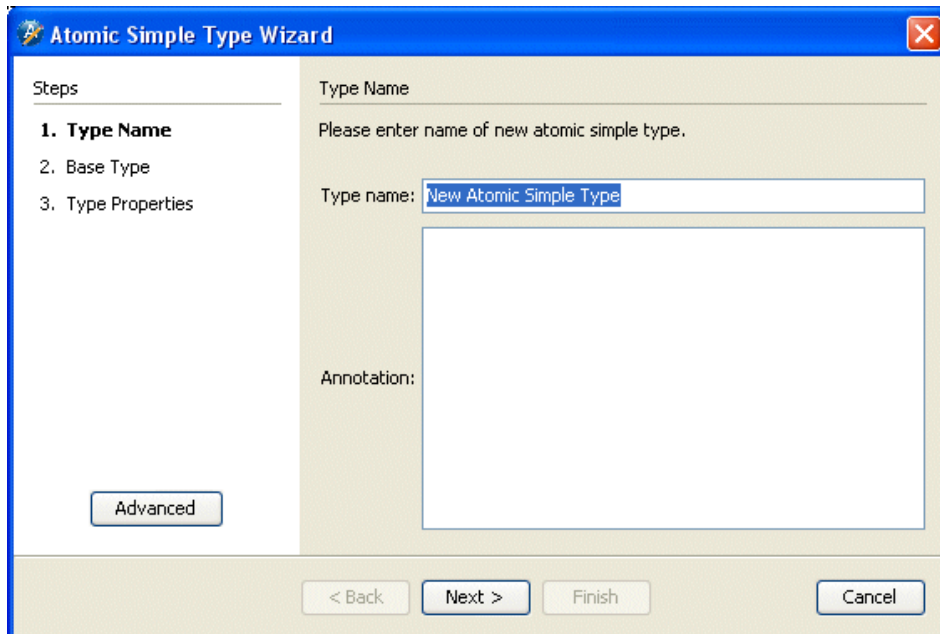 Atomic Simple Type Wizard
Steps
1. Type Name
2. Base Type
3. Type Properties
Advanced
Type Name
Please enter name of new atomic simple type.
Type name: New Atomic Simple Type
Annotation:
< Back Next > Finish Cancel